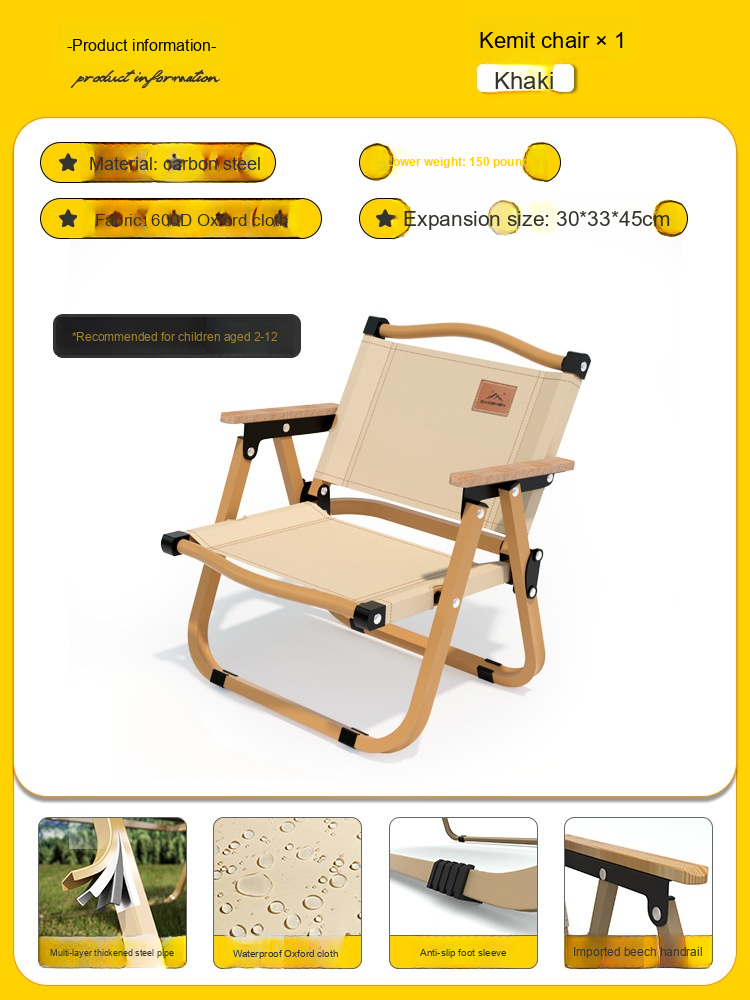 -Product information-
product information
Kemit chair × 1
Khaki
Material: carbon steel
Lower weight: 150 pound
Fabric: 600D Oxford cloth
Expansion size: 30*33*45cm
*Recommended for children aged 2-12
Multi-layer thickened steel pipe
Waterproof Oxford cloth
Anti-slip foot sleeve
Imported beech handrail